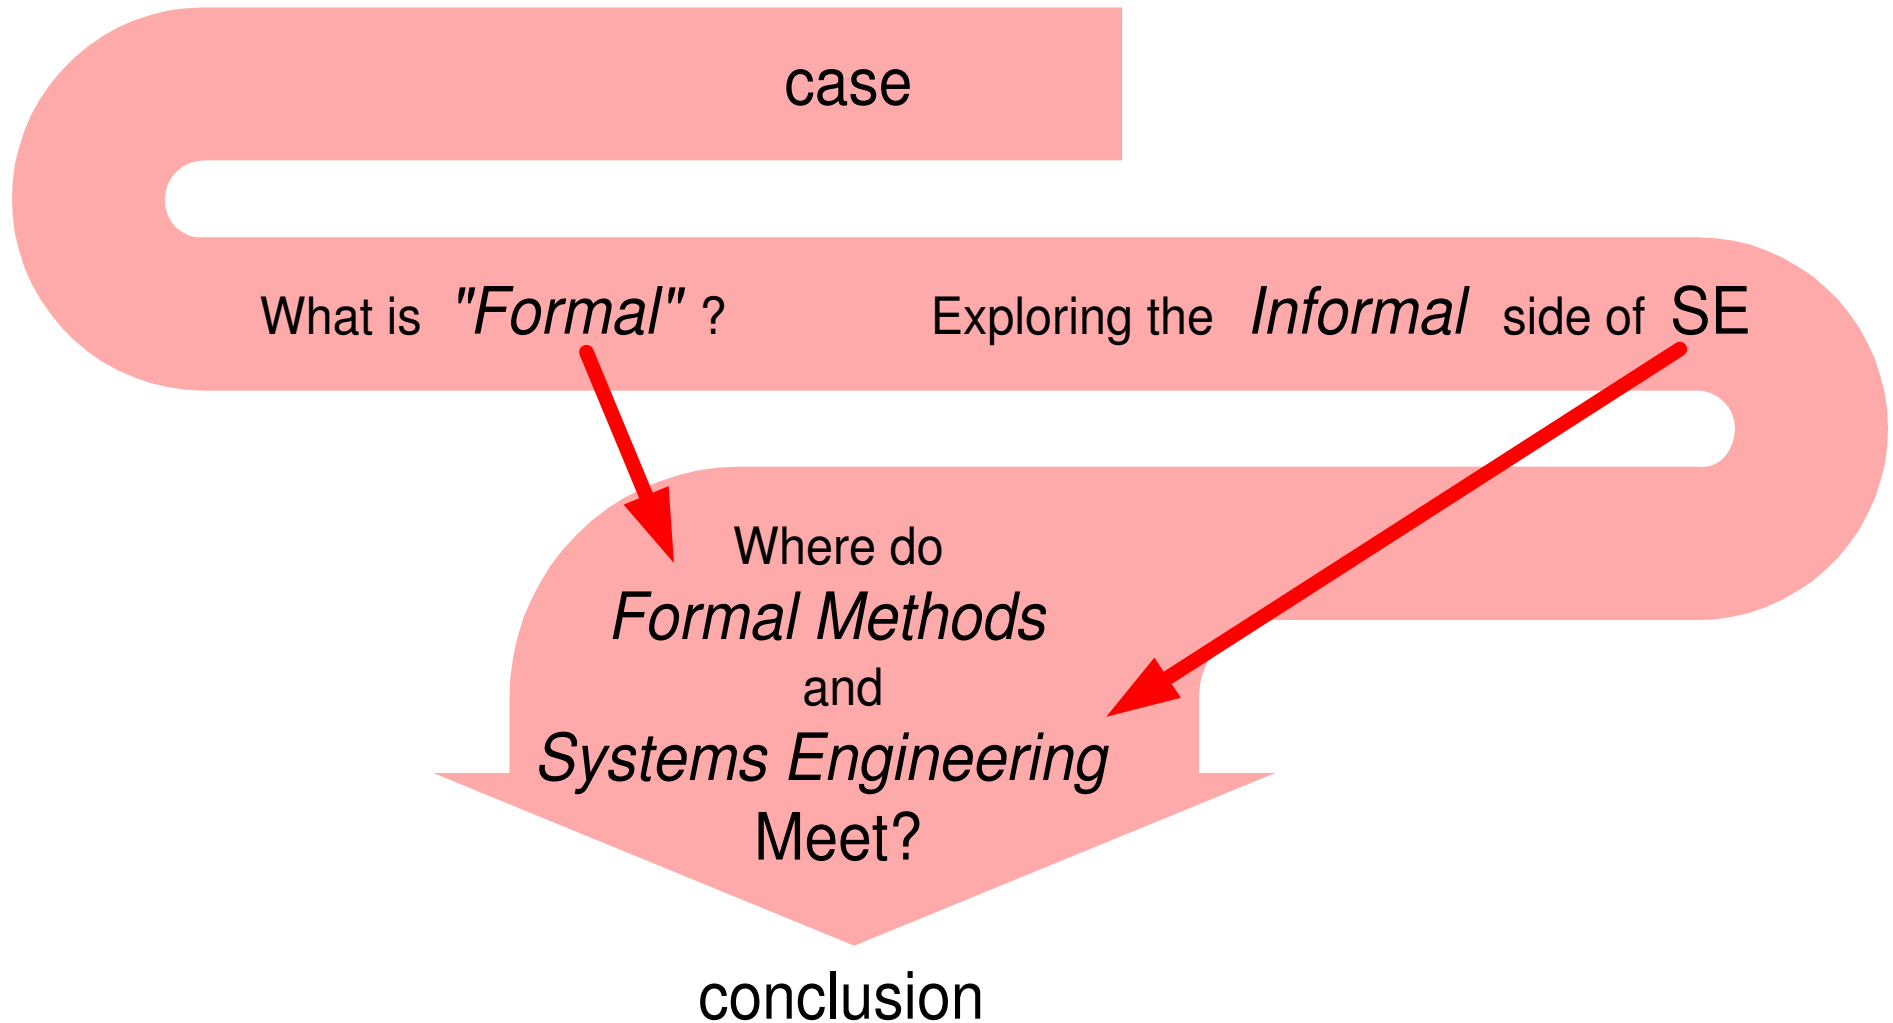 case
What is "Formal" ? Exploring the Informal side of SE
Where do
Formal Methods
and
Systems Engineering
Meet?
conclusion